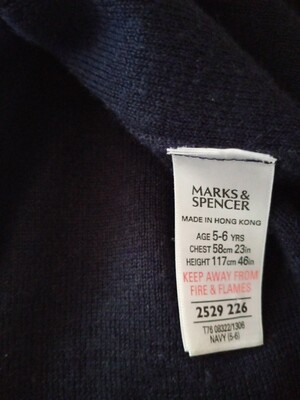 MARKS &
SPENCER
MADE IN HONG KONG
AGE 5-6 YRS
CHEST 58cm 23in
HEIGHT 117cm 46in
KEEP AWAY FROM
FIRE & FLAMES
2529 226
T76 08322/1306
NAVY (5-6)